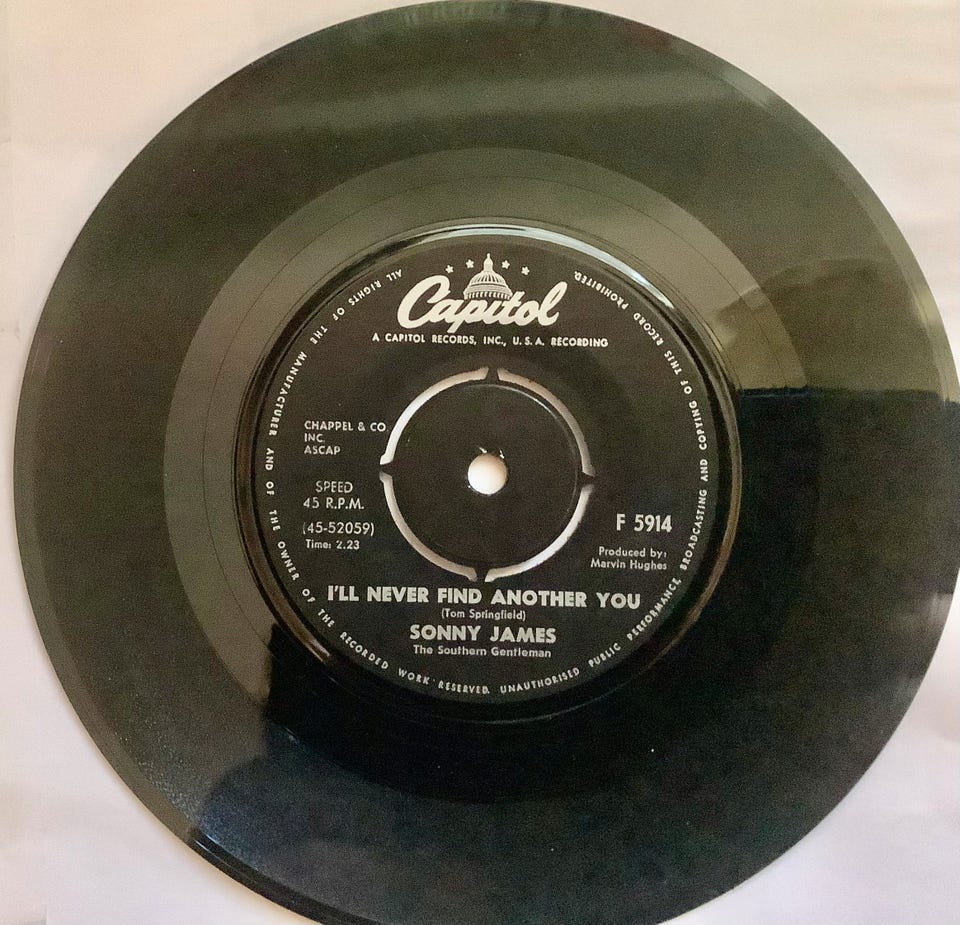 ALL RIGHTS OF THE MANUFACTURER AND OF THE OWNER OF THE RECORDED WORK RESERVED. UNAUTHORISED PUBLIC PERFORMANCE, BROADCASTING AND COPYING OF THIS RECORD PROHIBITED.
Capitol
A CAPITOL RECORDS, INC., U.S.A. RECORDING
CHAPPEL & CO.
INC.
ASCAP
SPEED
45 R.P.M.
(45-52059)
Time: 2.23
F 5914
Produced by:
Marvin Hughes
I'LL NEVER FIND ANOTHER YOU
(Tom Springfield)
SONNY JAMES
The Southern Gentleman